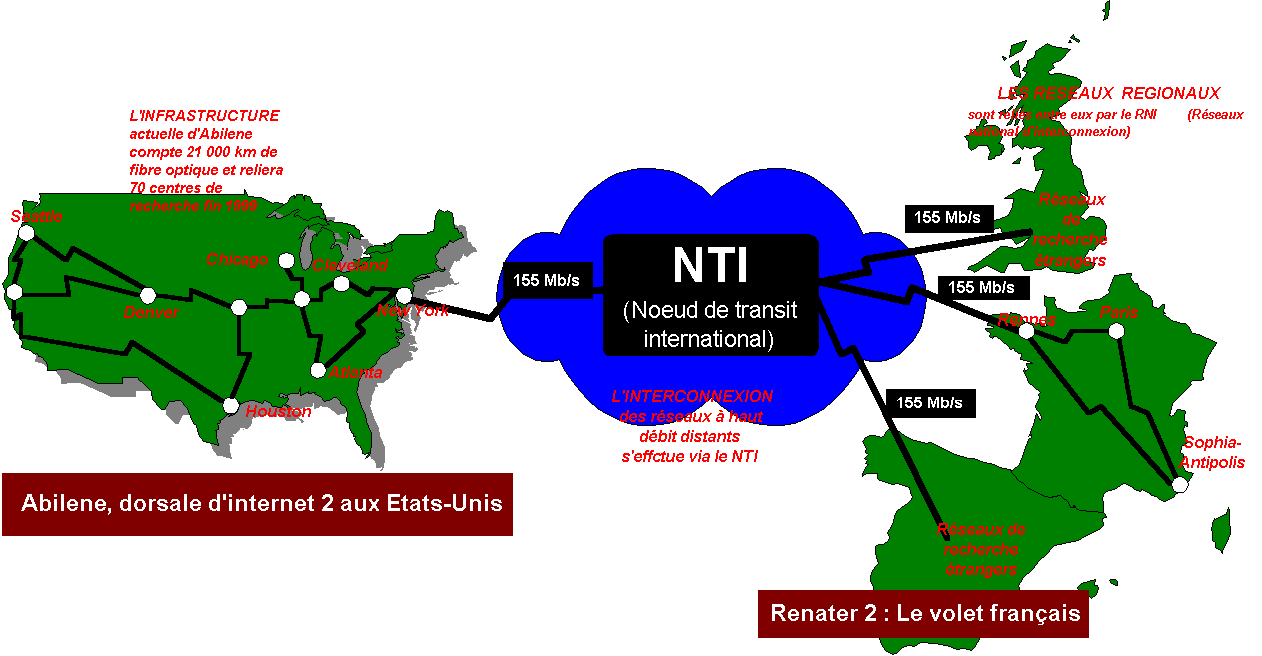 L'INFRASTRUCTURE
actuelle d'Abilene
compte 21 000 km de
fibre optique et reliera
70 centres de
recherche fin 1999
Seattle
Chicago
Cleveland
Denver
New York
Atlanta
Houston
Abilene, dorsale d'internet 2 aux Etats-Unis
155 Mb/s
NTI
(Noeud de transit
international)
L'INTERCONNEXION
des réseaux à haut
débit distants
s'effctue via le NTI
LES RESEAUX REGIONAUX
sont reliés entre eux par le RNI (Réseaux
national d'interconnexion)
155 Mb/s
Réseaux
de
recherche
étrangers
155 Mb/s
Rennes
Paris
155 Mb/s
Sophia-
Antipolis
Réseaux de
recherche
étrangers
Renater 2 : Le volet français